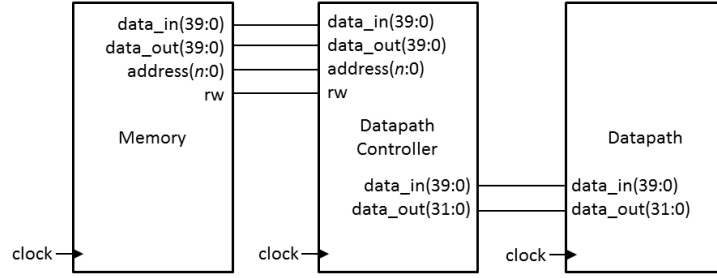 data_in(39:0)
data_out(39:0)
address(n:0)
rw
Memory
clock
data_in(39:0)
data_out(39:0)
address(n:0)
rw
Datapath
Controller
data_in(39:0)
data_out(31:0)
clock
Datapath
data_in(39:0)
data_out(31:0)
clock